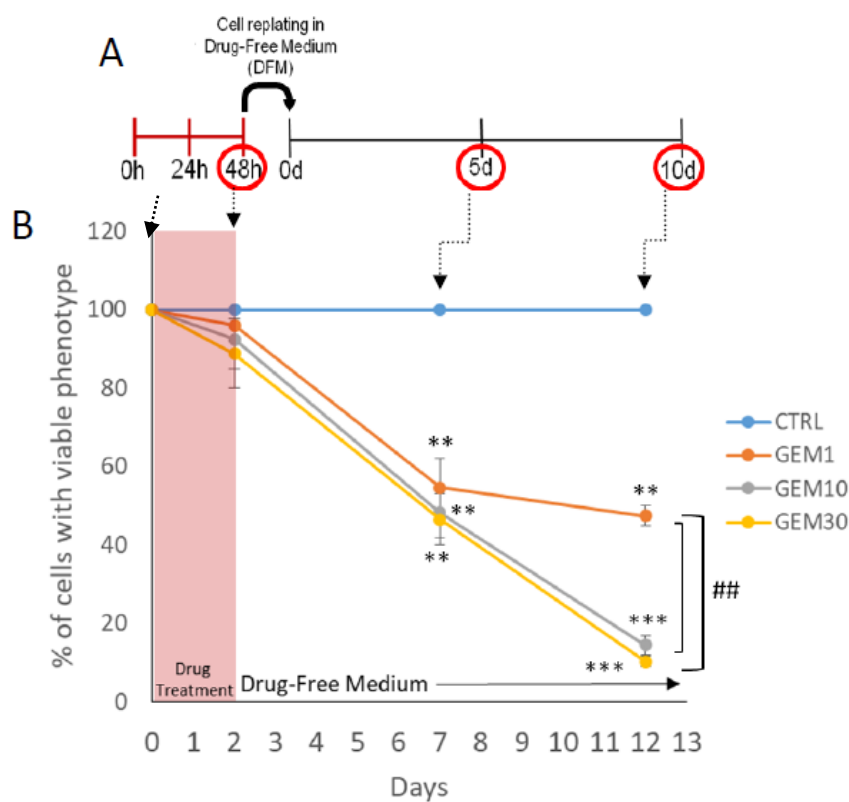 A
Cell replating in
Drug-Free Medium
(DFM)
0h 24h 48h 0d 5d 10d
B
% of cells with viable phenotype
120
100
80
60
40
20
0
**
**
**
**
***
***
##
CTRL
GEM1
GEM10
GEM30
Drug
Treatment
Drug-Free Medium
0 1 2 3 4 5 6 7 8 9 10 11 12 13
Days